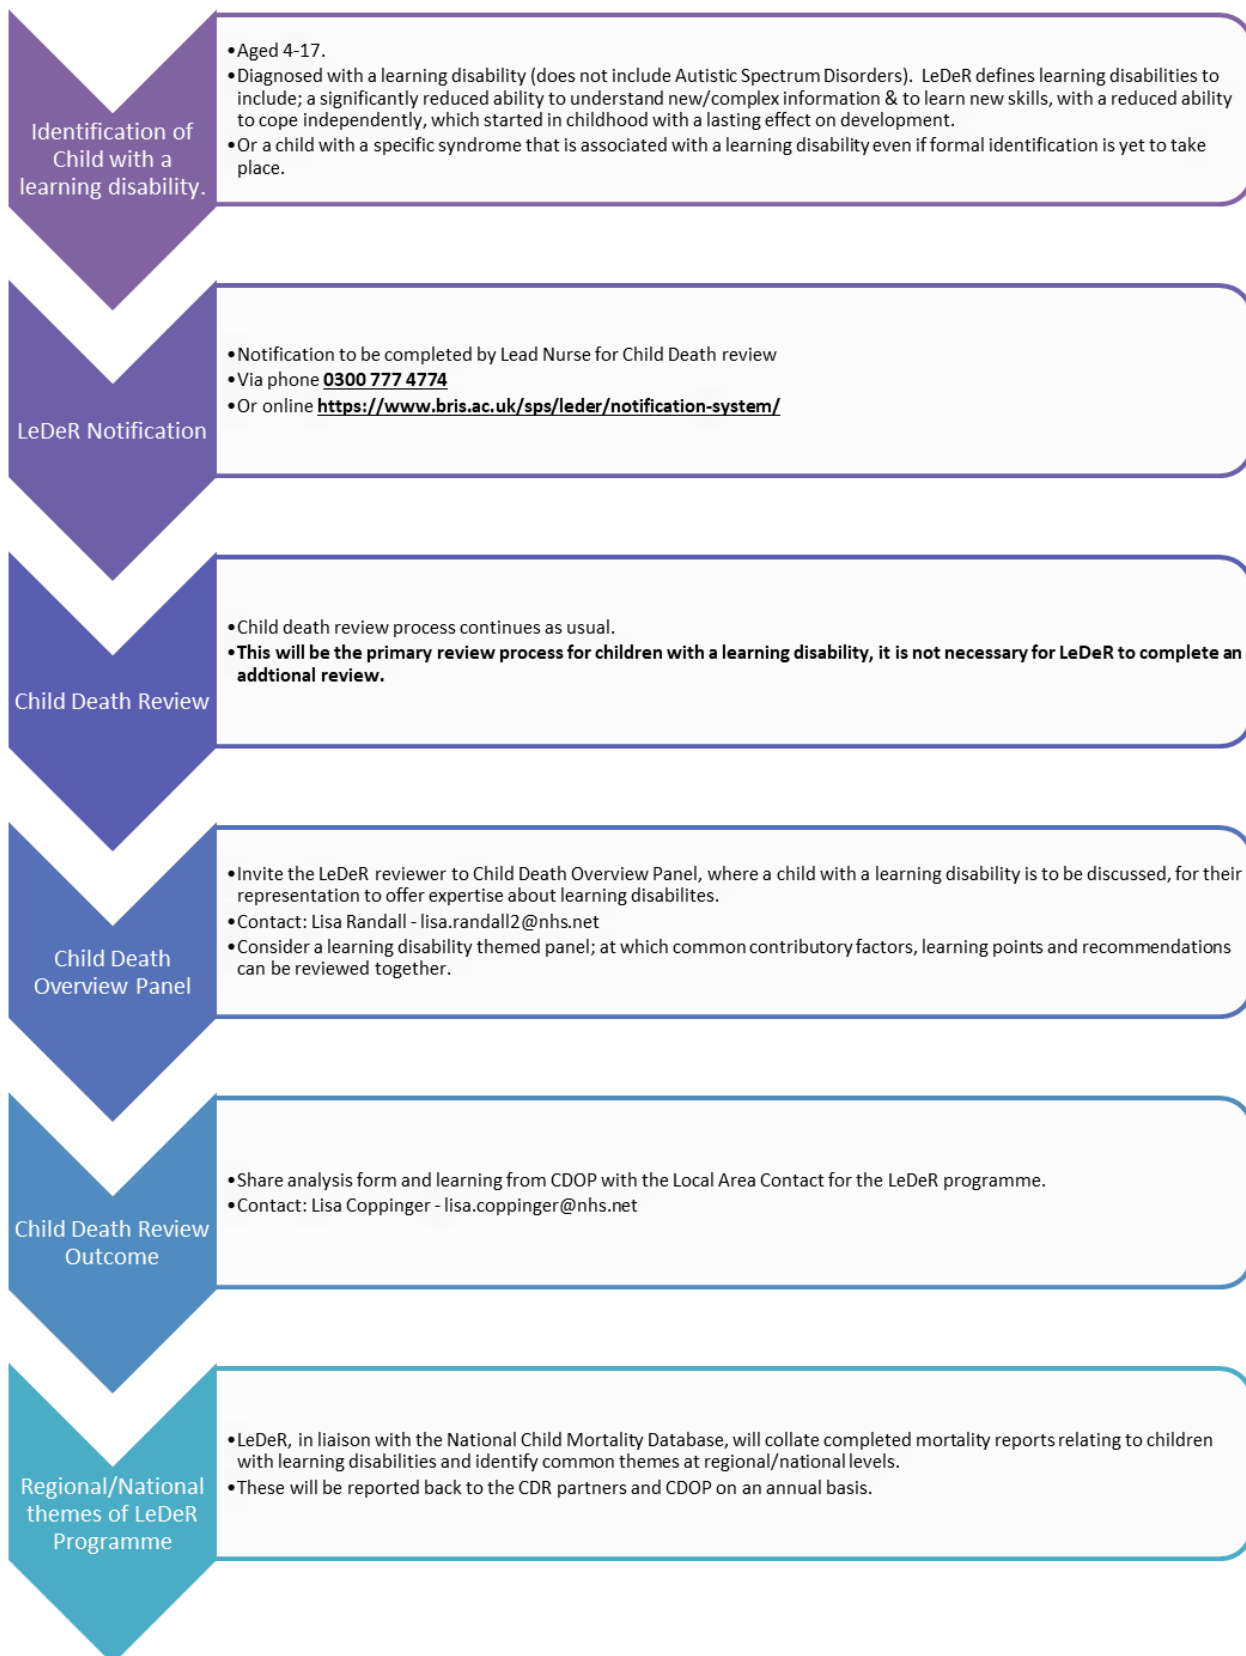 Identification of
Child with a
learning disability.
•Aged 4-17.
•Diagnosed with a learning disability (does not include Autistic Spectrum Disorders). LeDeR defines learning disabilities to
include; a significantly reduced ability to understand new/complex information & to learn new skills, with a reduced ability
to cope independently, which started in childhood with a lasting effect on development.
•Or a child with a specific syndrome that is associated with a learning disability even if formal identification is yet to take
place.
LeDeR Notification
•Notification to be completed by Lead Nurse for Child Death review
•Via phone 0300 777 4774
•Or online https://www.bris.ac.uk/sps/leder/notification-system/
Child Death Review
•Child death review process continues as usual.
•This will be the primary review process for children with a learning disability, it is not necessary for LeDeR to complete an
addtional review.
Child Death
Overview Panel
•Invite the LeDeR reviewer to Child Death Overview Panel, where a child with a learning disability is to be discussed, for their
representation to offer expertise about learning disabilites.
•Contact: Lisa Randall - lisa.randall2@nhs.net
•Consider a learning disability themed panel; at which common contributory factors, learning points and recommendations
can be reviewed together.
Child Death Review
Outcome
•Share analysis form and learning from CDOP with the Local Area Contact for the LeDeR programme.
•Contact: Lisa Coppinger - lisa.coppinger@nhs.net
Regional/National
themes of LeDeR
Programme
•LeDeR, in liaison with the National Child Mortality Database, will collate completed mortality reports relating to children
with learning disabilities and identify common themes at regional/national levels.
•These will be reported back to the CDR partners and CDOP on an annual basis.